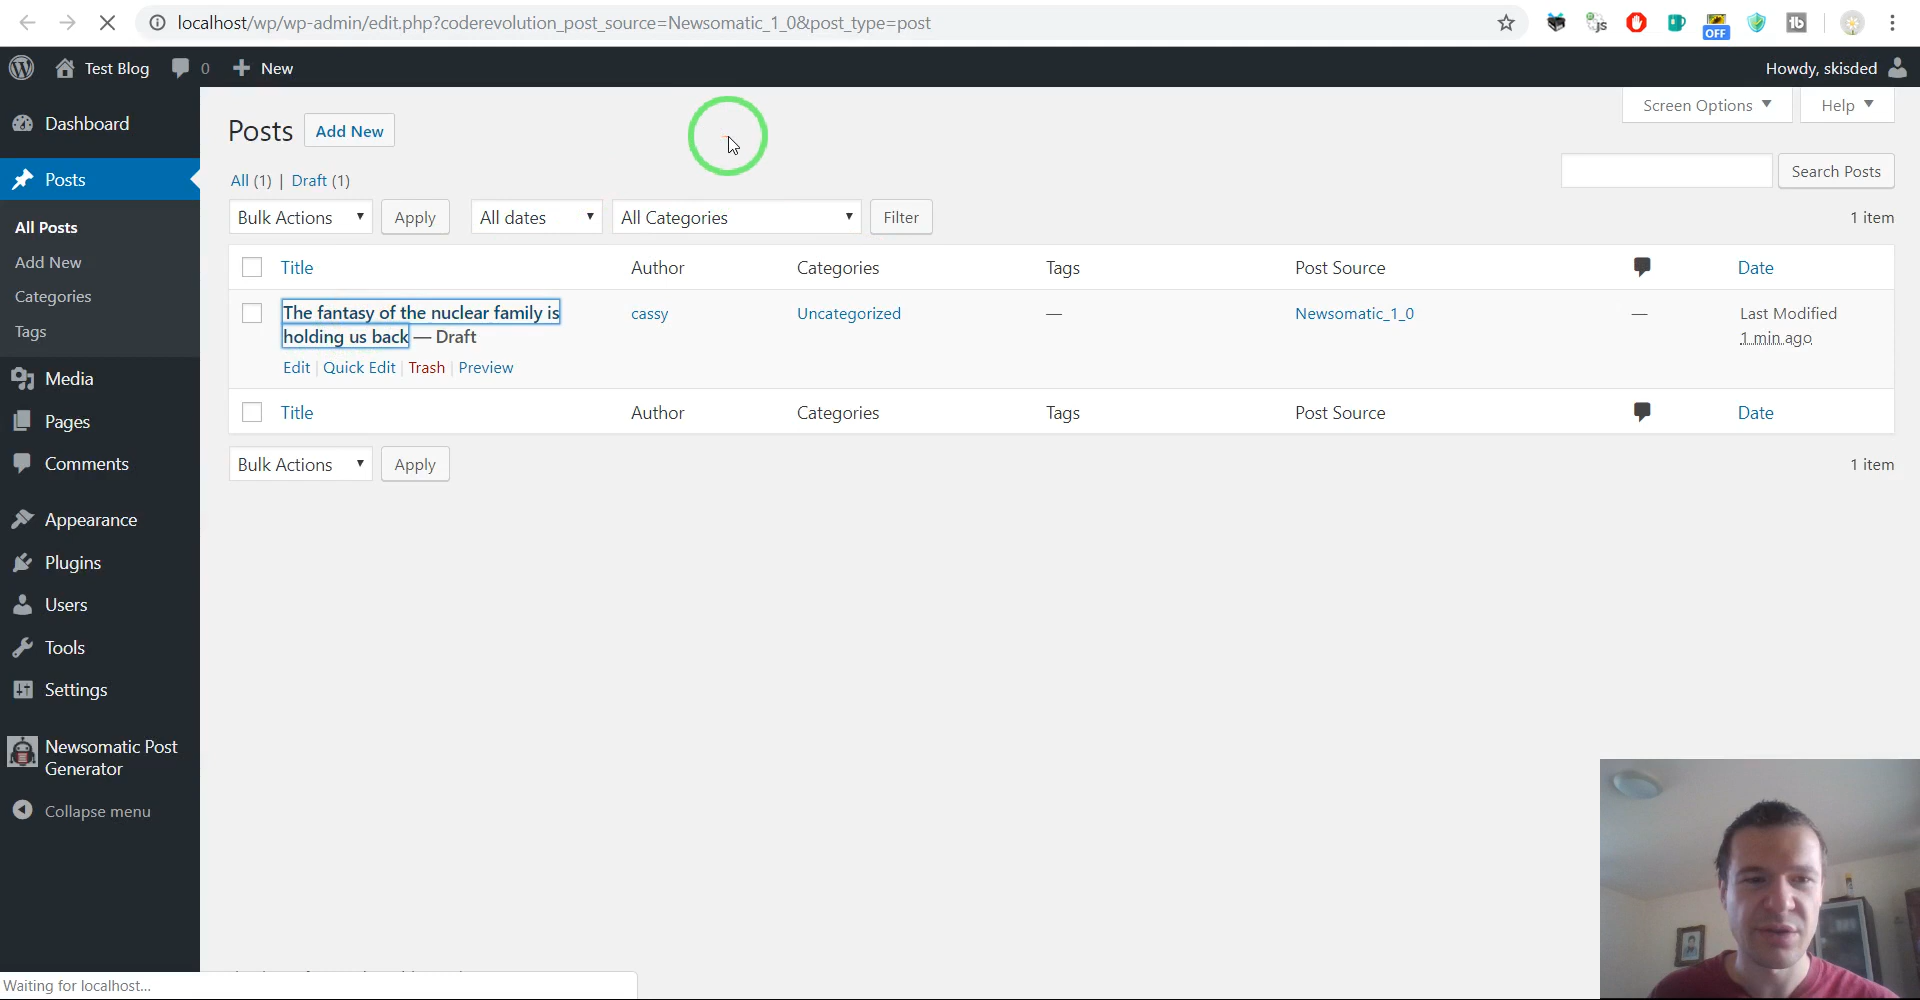 localhost/wp/wp-admin/edit.php?coderevolution_post_source=Newsomatic_1_0&post_type=post
JS
OFF
Test Blog 0 New Howdy, skisded
Screen Options Help
Dashboard
Posts Add New
Posts
All (1) | Draft (1) Search Posts
Bulk Actions Apply All dates All Categories Filter 1 item
All Posts
Add New
Categories
Tags
Title Author Categories Tags Post Source Date
The fantasy of the nuclear family is cassy Uncategorized — Newsomatic_1_0 — Last Modified
holding us back — Draft 1 min ago
Edit | Quick Edit | Trash | Preview
Media
Title Author Categories Tags Post Source Date
Pages
Comments
Bulk Actions Apply 1 item
Appearance
Plugins
Users
Tools
Settings
Newsomatic Post
Generator
Collapse menu
Waiting for localhost...